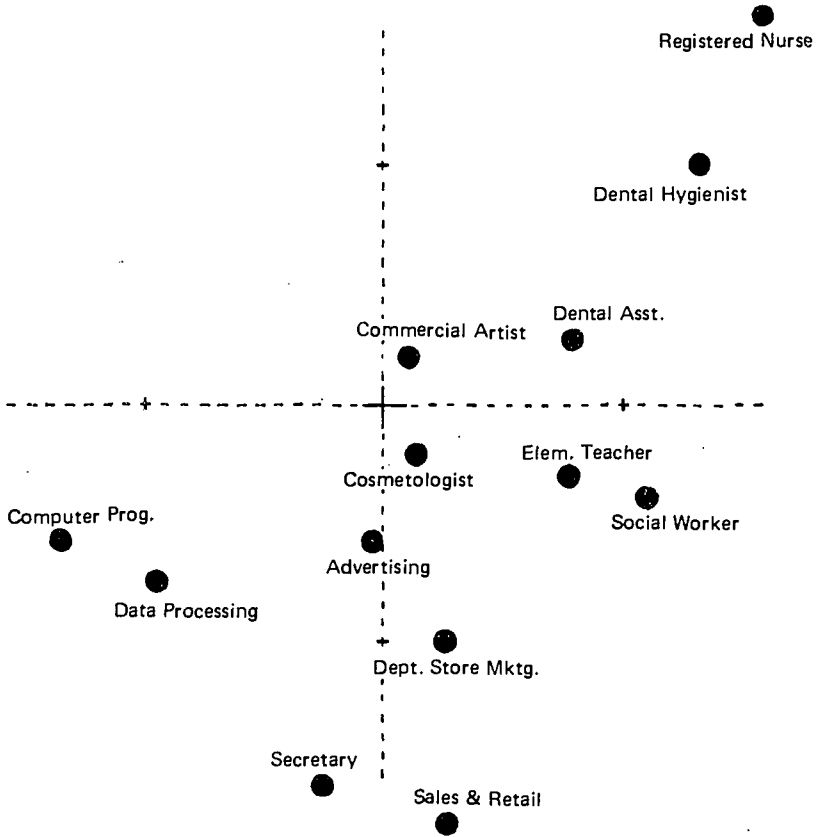 Registered Nurse
Dental Hygienist
Dental Asst.
Commercial Artist
Elem. Teacher
Cosmetologist
Computer Prog.
Social Worker
Advertising
Data Processing
Dept. Store Mktg.
Secretary
Sales & Retail